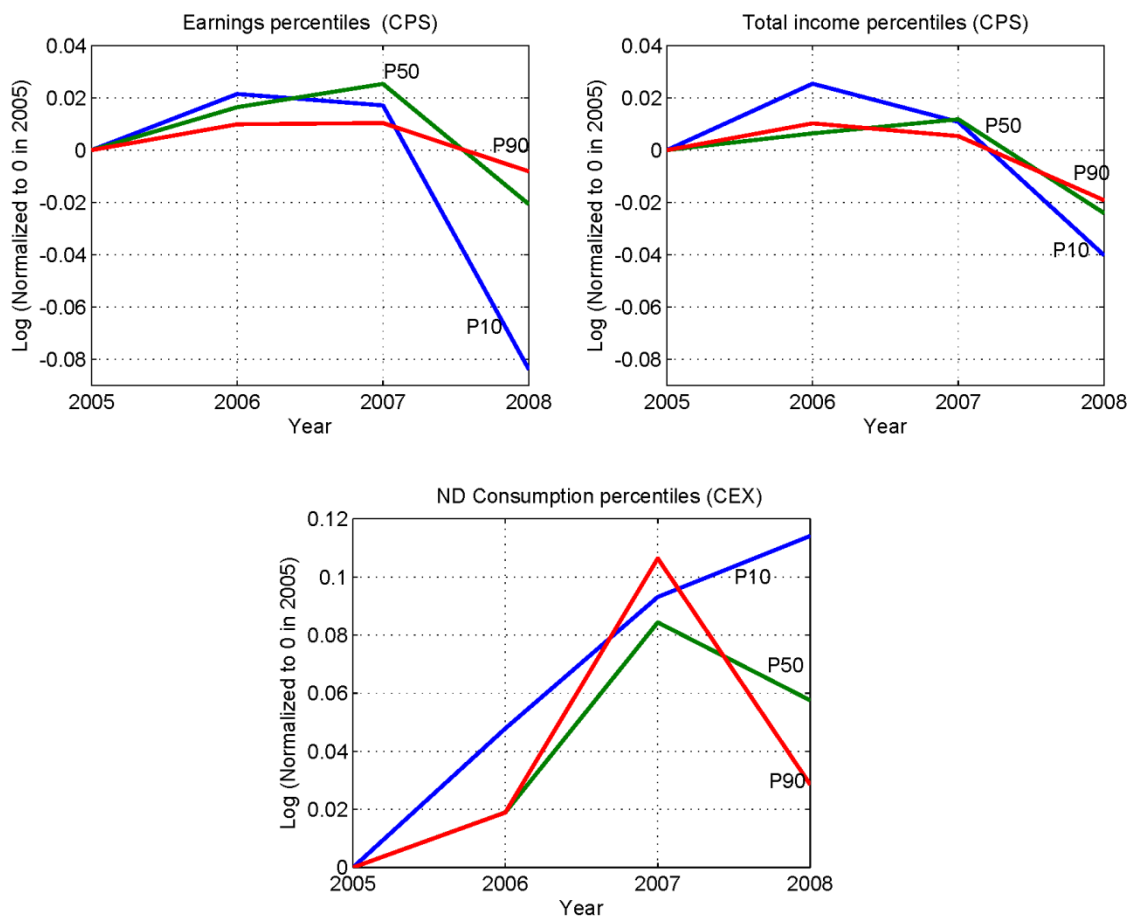 Earnings percentiles (CPS)
Log (Normalized to 0 in 2005)
0.04
0.02
0
-0.02
-0.04
-0.06
-0.08
P50
P90
P10
2005 2006 2007 2008
Year
Total income percentiles (CPS)
Log (Normalized to 0 in 2005)
0.04
0.02
0
-0.02
-0.04
-0.06
-0.08
P50
P90
P10
2005 2006 2007 2008
Year
ND Consumption percentiles (CEX)
Log (Normalized to 0 in 2005)
0.12
0.1
0.08
0.06
0.04
0.02
0
P10
P50
P90
2005 2006 2007 2008
Year